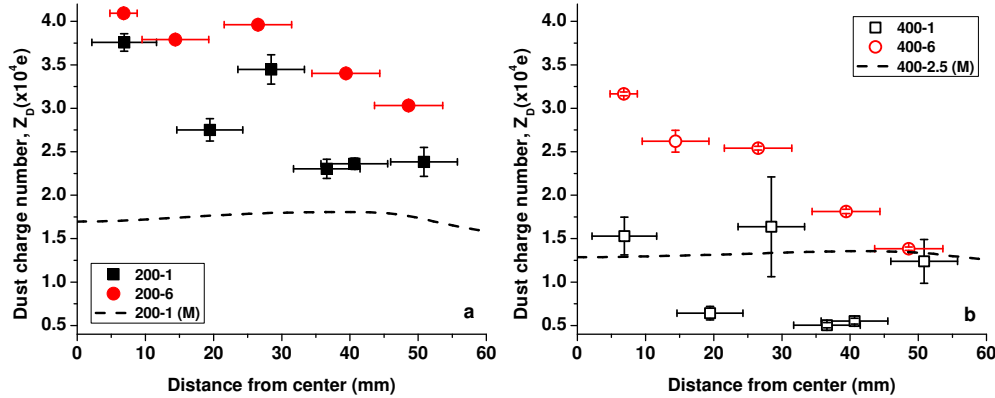 Dust charge number, Z_D(x10^4e)
4.0
3.5
3.0
2.5
2.0
1.5
1.0
0.5
200-1
200-6
200-1 (M)
a
0 10 20 30 40 50 60
Distance from center (mm)
Dust charge number, Z_D(x10^4e)
4.0
3.5
3.0
2.5
2.0
1.5
1.0
0.5
400-1
400-6
400-2.5 (M)
b
0 10 20 30 40 50 60
Distance from center (mm)